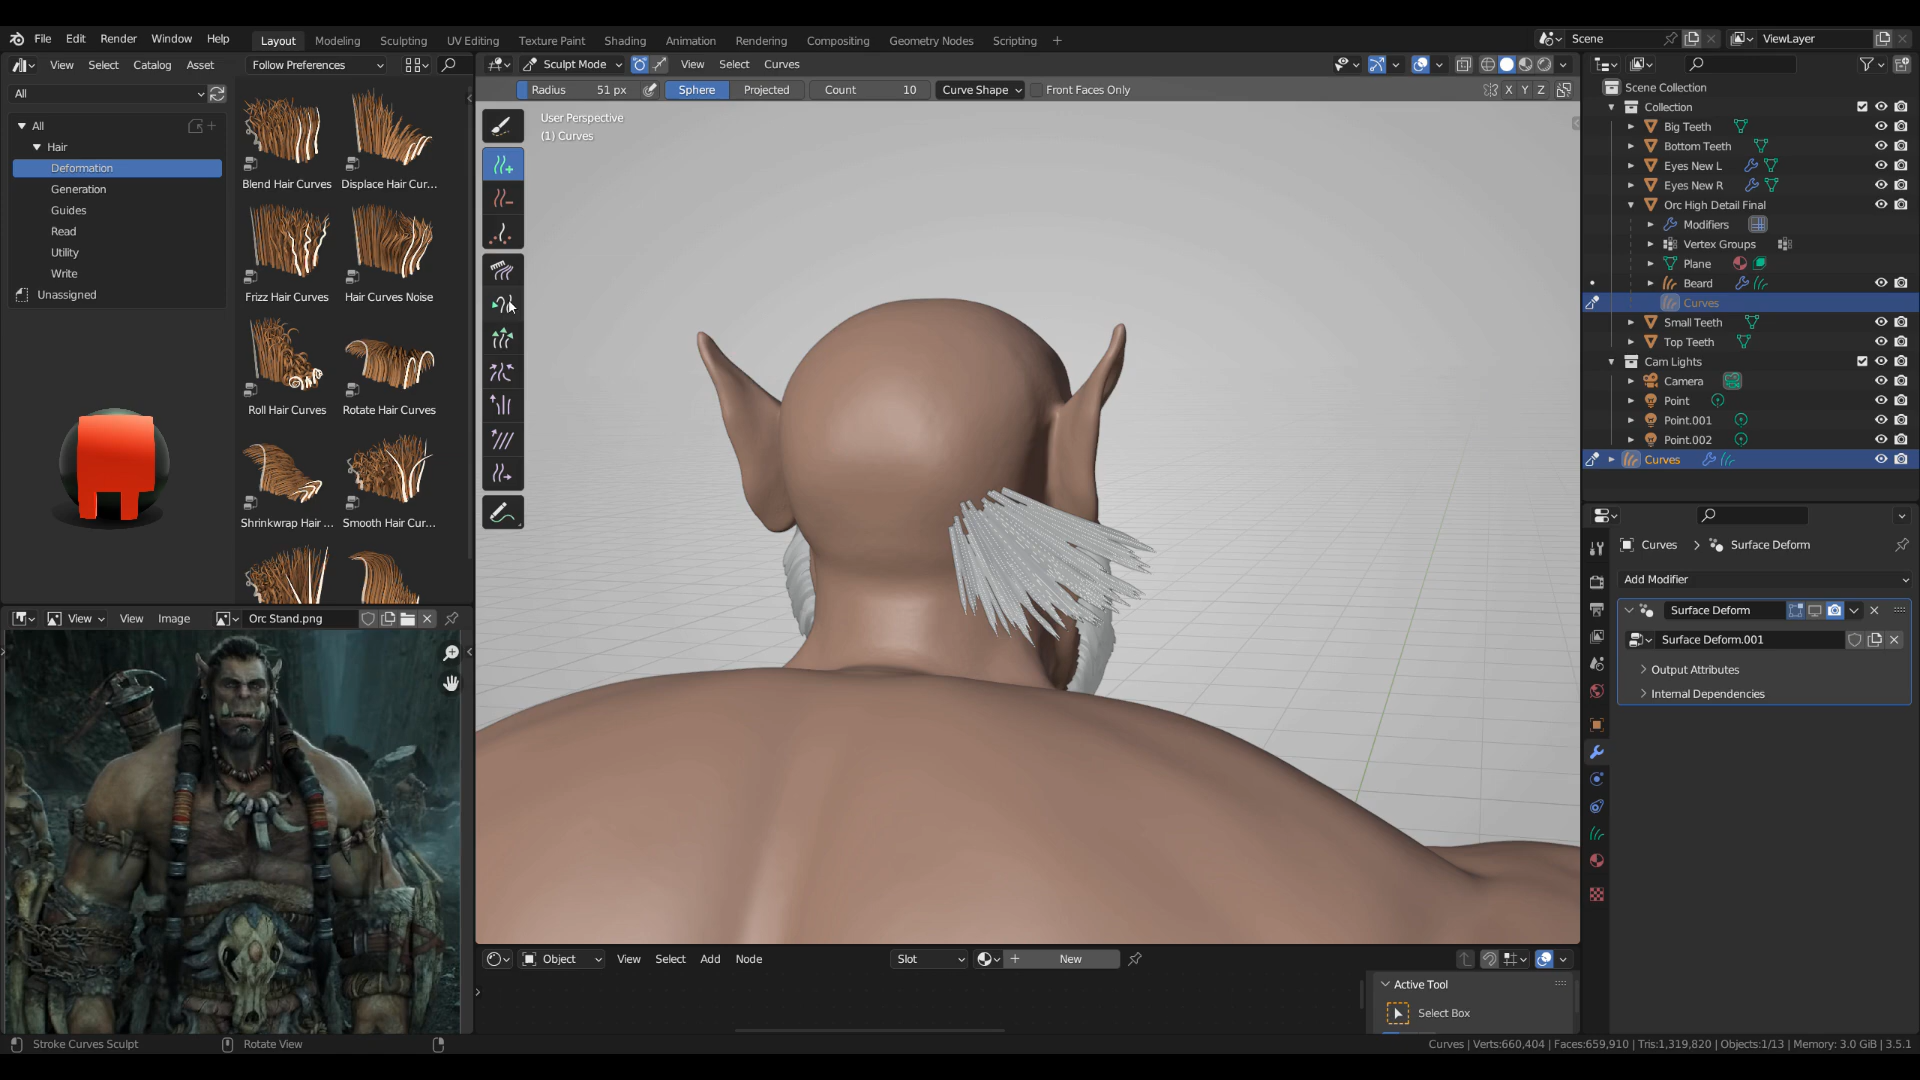 File Edit Render Window Help Layout Modeling Sculpting UV Editing Texture Paint Shading Animation Rendering Compositing Geometry Nodes Scripting + Scene ViewLayer
View Select Catalog Asset Follow Preferences Sculpt Mode View Select Curves
All
Radius 51 px Sphere Projected Count 10 Curve Shape Front Faces Only X Y Z
All
Hair
Deformation
Generation
Guides
Read
Utility
Write
Unassigned
Blend Hair Curves
Displace Hair Cur...
Frizz Hair Curves
Hair Curves Noise
Roll Hair Curves
Rotate Hair Curves
Shrinkwrap Hair ...
Smooth Hair Cur...
User Perspective
(1) Curves
Scene Collection
Collection
Big Teeth
Bottom Teeth
Eyes New L
Eyes New R
Orc High Detail Final
Modifiers
Vertex Groups
Plane
Beard
Curves
Small Teeth
Top Teeth
Cam Lights
Camera
Point
Point.001
Point.002
Curves
Curves > Surface Deform
Add Modifier
Surface Deform
Surface Deform.001
Output Attributes
Internal Dependencies
View View Image Orc Stand.png
Object View Select Add Node Slot New
Active Tool
Select Box
Stroke Curves Sculpt Rotate View Curves | Verts:660,404 | Faces:659,910 | Tris:1,319,820 | Objects:1/13 | Memory: 3.0 GiB | 3.5.1